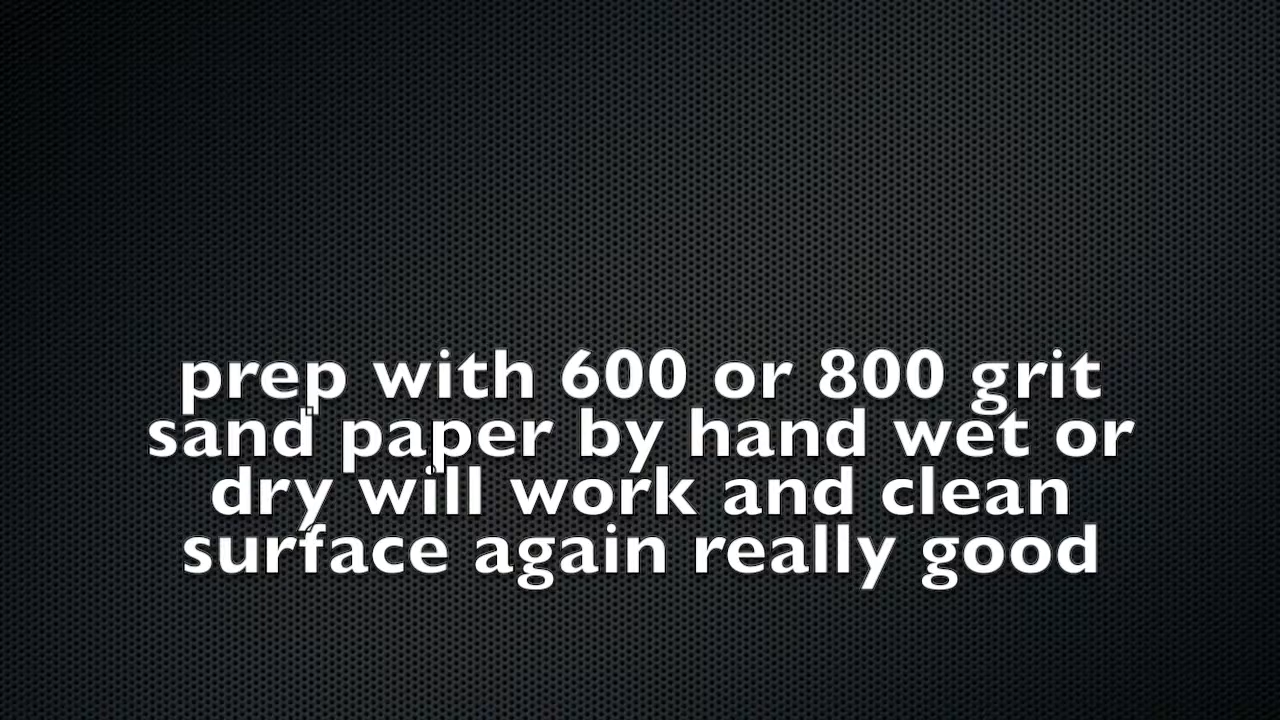 prep with 600 or 800 grit
sand paper by hand wet or
dry will work and clean
surface again really good